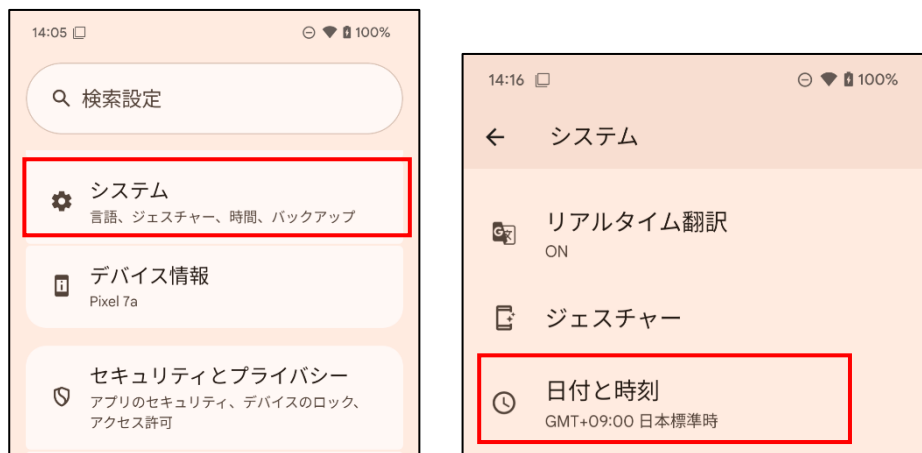 14:05
100%
検索設定
システム
言語、ジェスチャー、時間、バックアップ
デバイス情報
Pixel 7a
セキュリティとプライバシー
アプリのセキュリティ、デバイスのロック、
アクセス許可
14:16
100%
システム
リアルタイム翻訳
ON
ジェスチャー
日付と時刻
GMT+09:00 日本標準時